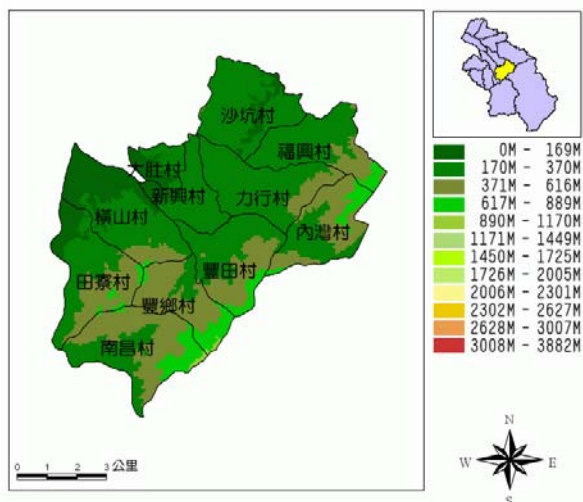 沙坑村
福興村
大肚村
新興村
力行村
橫山村
內灣村
田寮村
豐田村
豐鄉村
南昌村
0 1 2 3 公里
0M - 169M
170M - 370M
371M - 616M
617M - 889M
890M - 1170M
1171M - 1449M
1450M - 1725M
1726M - 2005M
2006M - 2301M
2302M - 2627M
2628M - 3007M
3008M - 3882M
N
W E
S